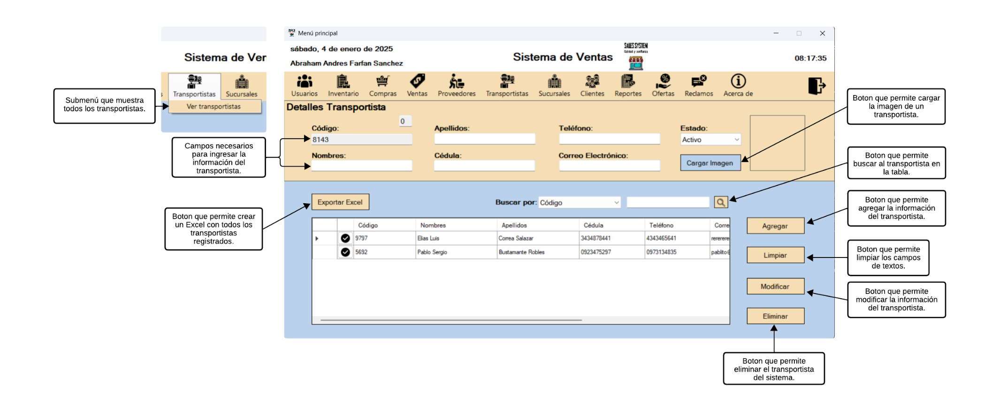 Sistema de Ven
s
Transportistas
Sucursales
Ver transportistas
Submenú que muestra
todos los transportistas.
Campos necesarios
para ingresar la
información del
transportista.
Boton que permite crear
un Excel con todos los
transportistas
registrados.
Menú principal
sábado, 4 de enero de 2025
Abraham Andres Farfan Sanchez
Sistema de Ventas
SALES SYSTEM
Calidad y confianza
08:17:35
Usuarios Inventario Compras Ventas Proveedores Transportistas Sucursales Clientes Reportes Ofertas Reclamos Acerca de
Detalles Transportista
0
Código: Apellidos: Teléfono: Estado:
8143 Activo
Nombres: Cédula: Correo Electrónico:
Cargar Imagen
Exportar Excel
Buscar por: Código
Código Nombres Apellidos Cédula Teléfono Corre
9797 Elias Luis Correa Salazar 3434878441 4343465641 rererere
5692 Pablo Sergio Bustamante Robles 0923475297 0973134835 pablito@
Agregar
Limpiar
Modificar
Eliminar
Boton que permite cargar
la imagen de un
transportista.
Boton que permite
buscar al transportista en
la tabla.
Boton que permite
agregar la información
del transportista.
Boton que permite
limpiar los campos
de textos.
Boton que permite
modificar la información
del transportista.
Boton que permite
eliminar el transportista
del sistema.